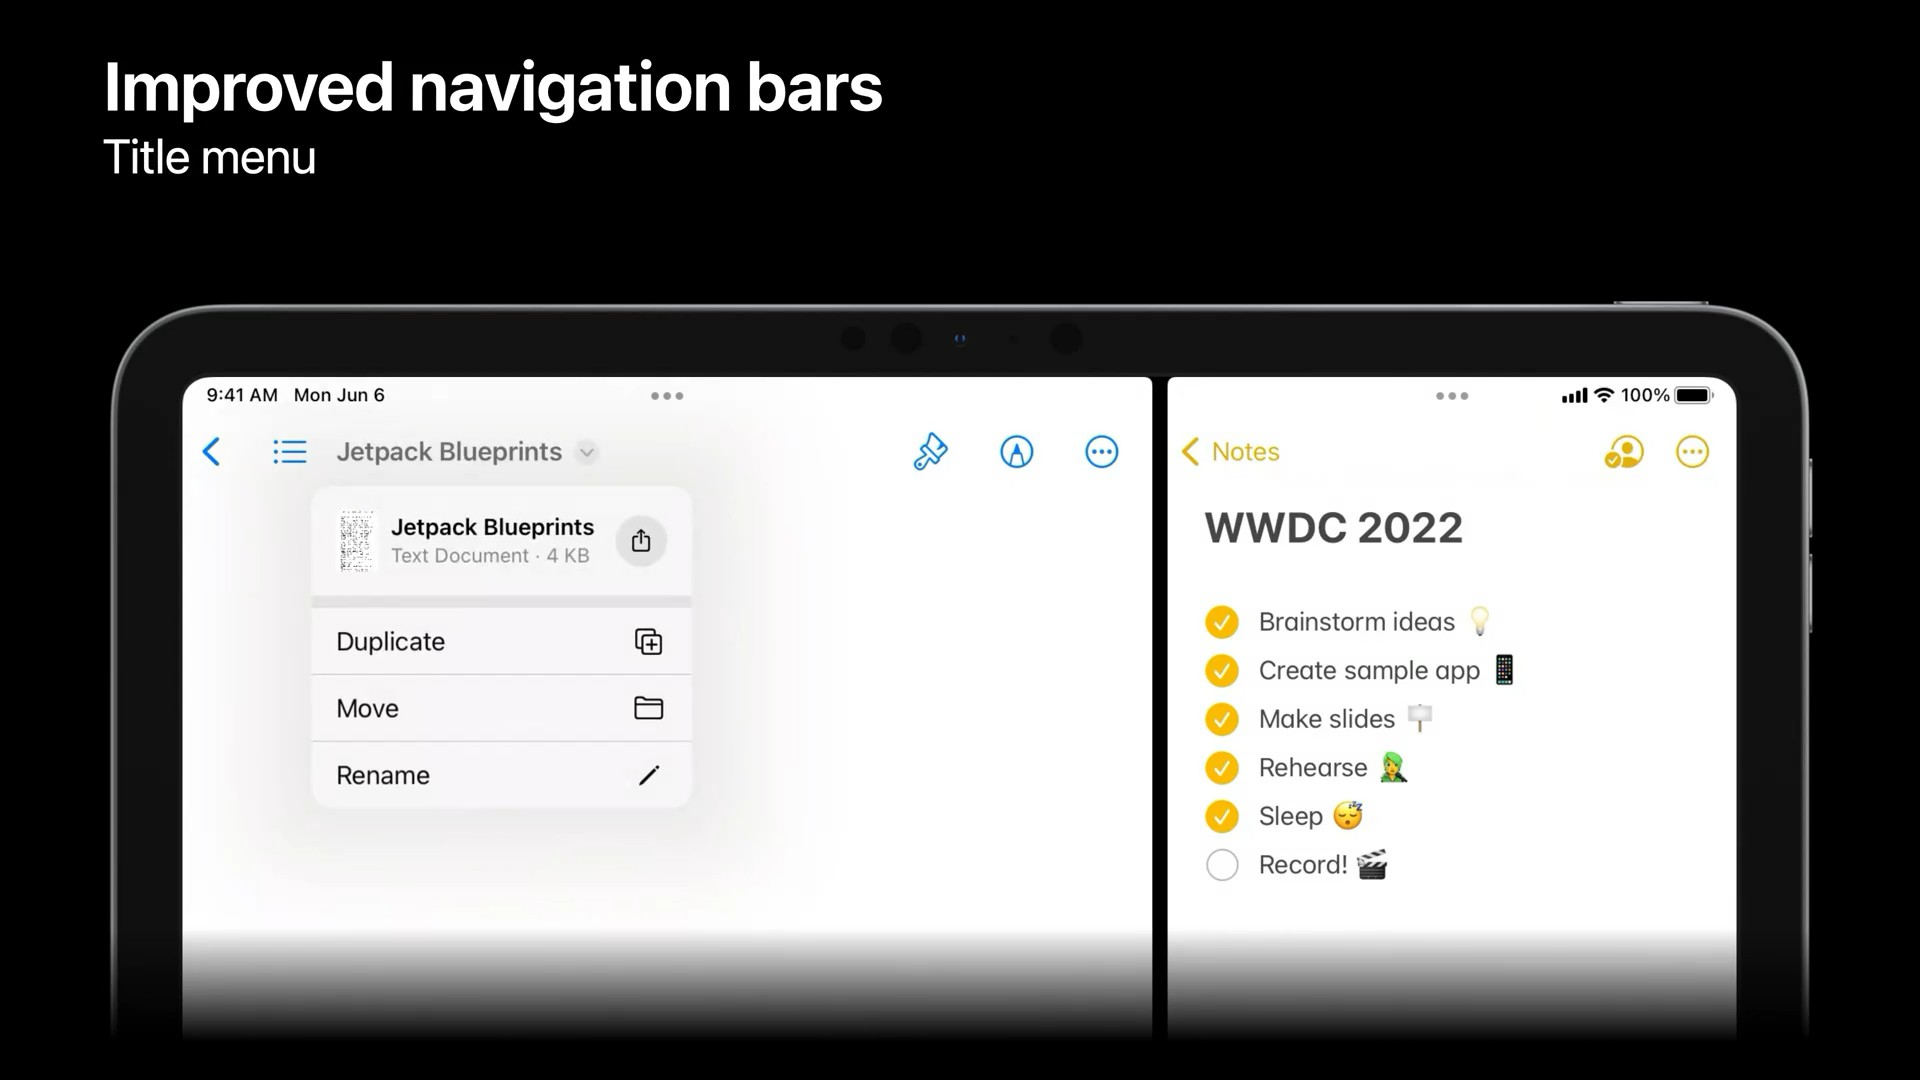 Improved navigation bars
Title menu
9:41 AM Mon Jun 6
100%
Jetpack Blueprints
Jetpack Blueprints
Text Document · 4 KB
Duplicate
Move
Rename
Notes
WWDC 2022
Brainstorm ideas 💡
Create sample app 📱
Make slides 🪧
Rehearse 🧑‍🎤
Sleep 😴
Record! 🎬